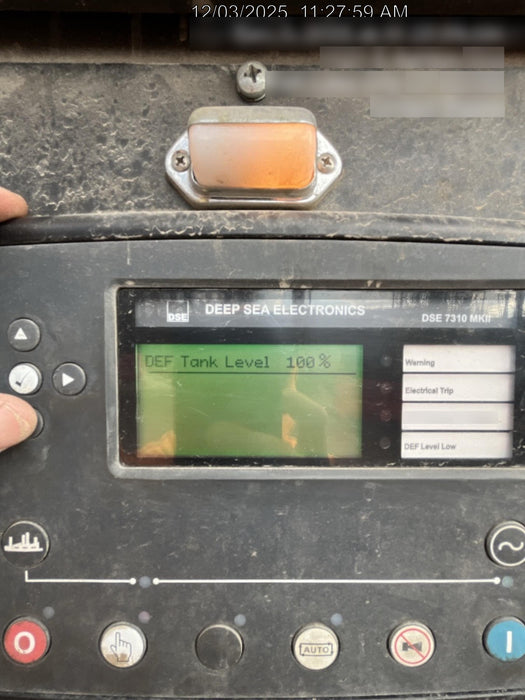 12/03/2025 11:27:59 AM
DSE
DEEP SEA ELECTRONICS
DSE 7310 MKII
DEF Tank Level 100%
Warning
Electrical Trip
DEF Level Low
O
AUTO
I